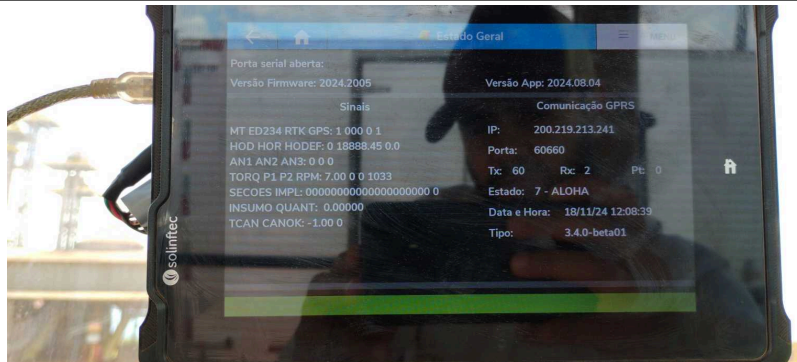 Estado Geral
MENU
Porta serial aberta:
Versão Firmware: 2024.2005
Versão App: 2024.08.04
Sinais
MT ED234 RTK GPS: 1 000 0 1
HOD HOR HODEF: 0 18888.45 0.0
AN1 AN2 AN3: 0 0 0
TORQ P1 P2 RPM: 7.00 0 0 1033
SECOES IMPL: 00000000000000000000 0
INSUMO QUANT: 0.00000
TCAN CANOK: -1.00 0
Comunicação GPRS
IP: 200.219.213.241
Porta: 60660
Tx: 60 Rx: 2 Pt: 0
Estado: 7 - ALOHA
Data e Hora: 18/11/24 12:08:39
Tipo: 3.4.0-beta01
solinftec